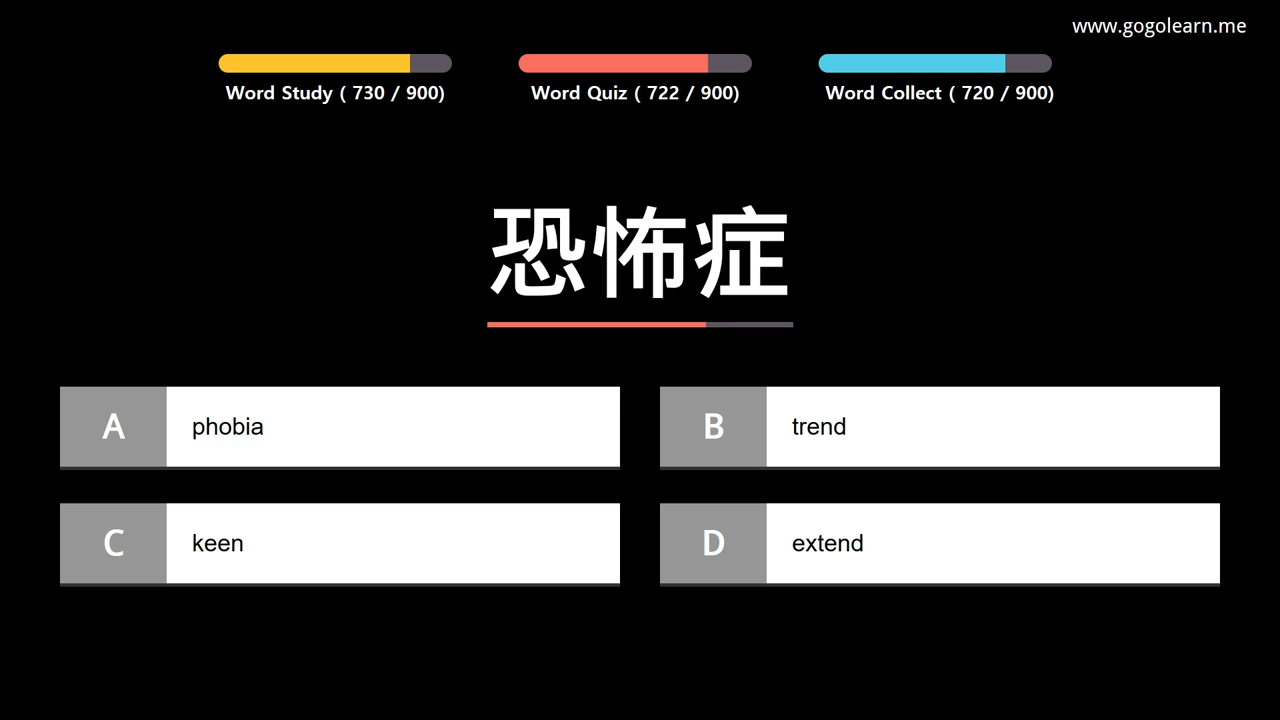 www.gogolearn.me
Word Study ( 730 / 900)
Word Quiz ( 722 / 900)
Word Collect ( 720 / 900)
恐怖症
A phobia
B trend
C keen
D extend